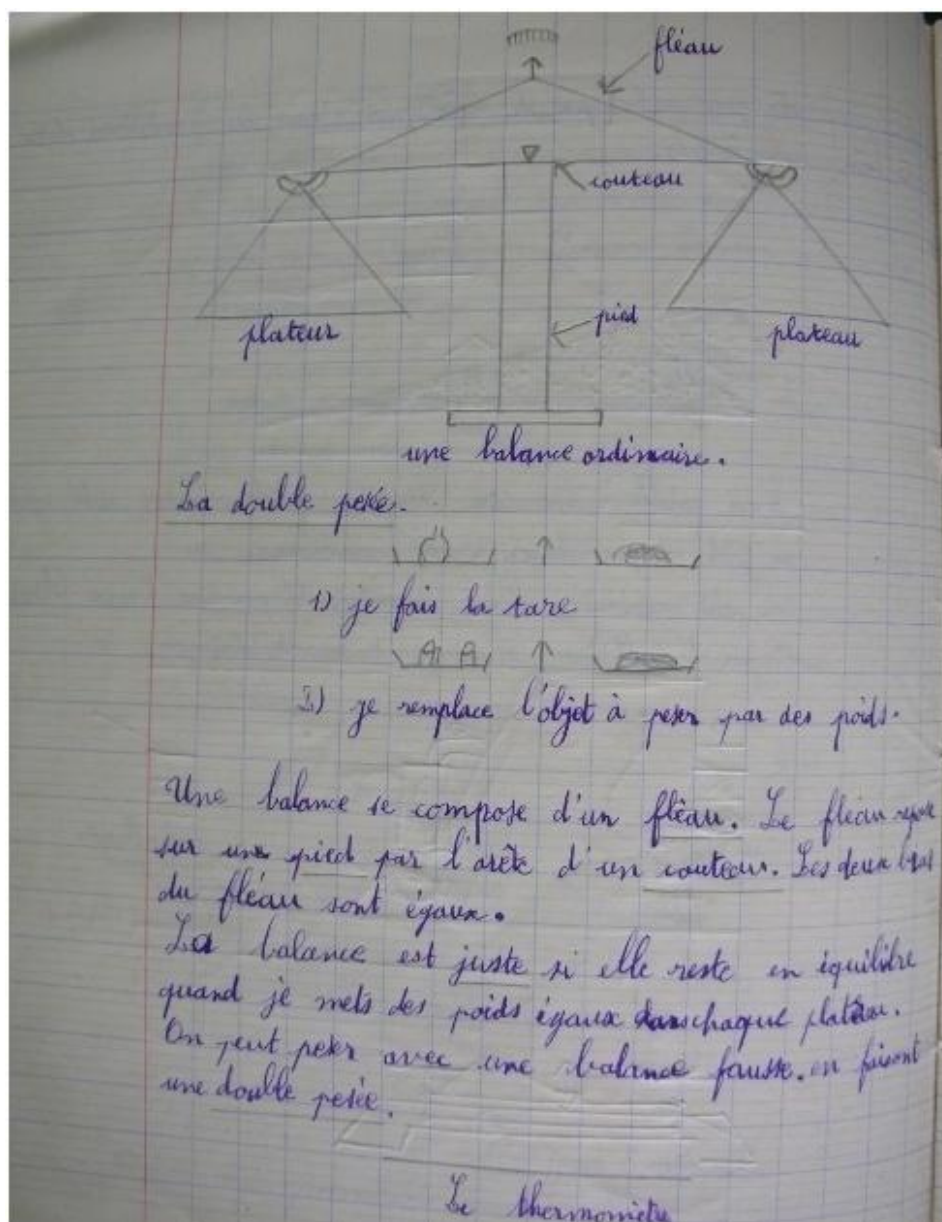 fléau
couteau
pied
plateur
plateau
une balance ordinaire.
La double pesée.
1) je fais la tare
2) je remplace l'objet à peser par des poids.
Une balance se compose d'un fléau. Le fléau repose
sur une pied par l'arête d'un couteau. Les deux bras
du fléau sont égaux.
La balance est juste si elle reste en équilibre
quand je mets des poids égaux dans chaque plateau.
On peut peser avec une balance fausse. en faisant
une double pesée.
Le thermomètre